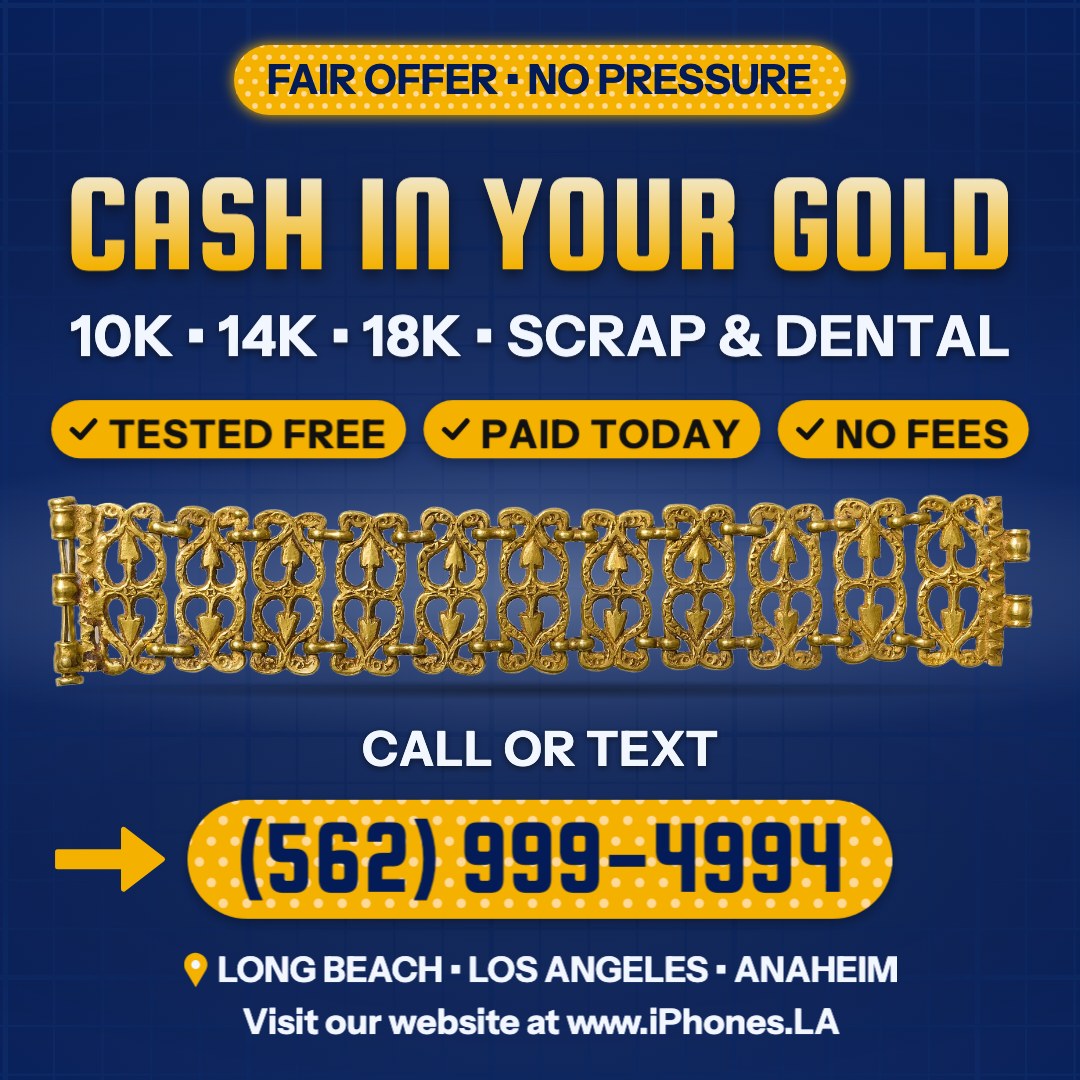 FAIR OFFER ▪ NO PRESSURE
CASH IN YOUR GOLD
10K ▪ 14K ▪ 18K ▪ SCRAP & DENTAL
✓ TESTED FREE ✓ PAID TODAY ✓ NO FEES
CALL OR TEXT
(562) 999-4994
LONG BEACH ▪ LOS ANGELES ▪ ANAHEIM
Visit our website at www.iPhones.LA